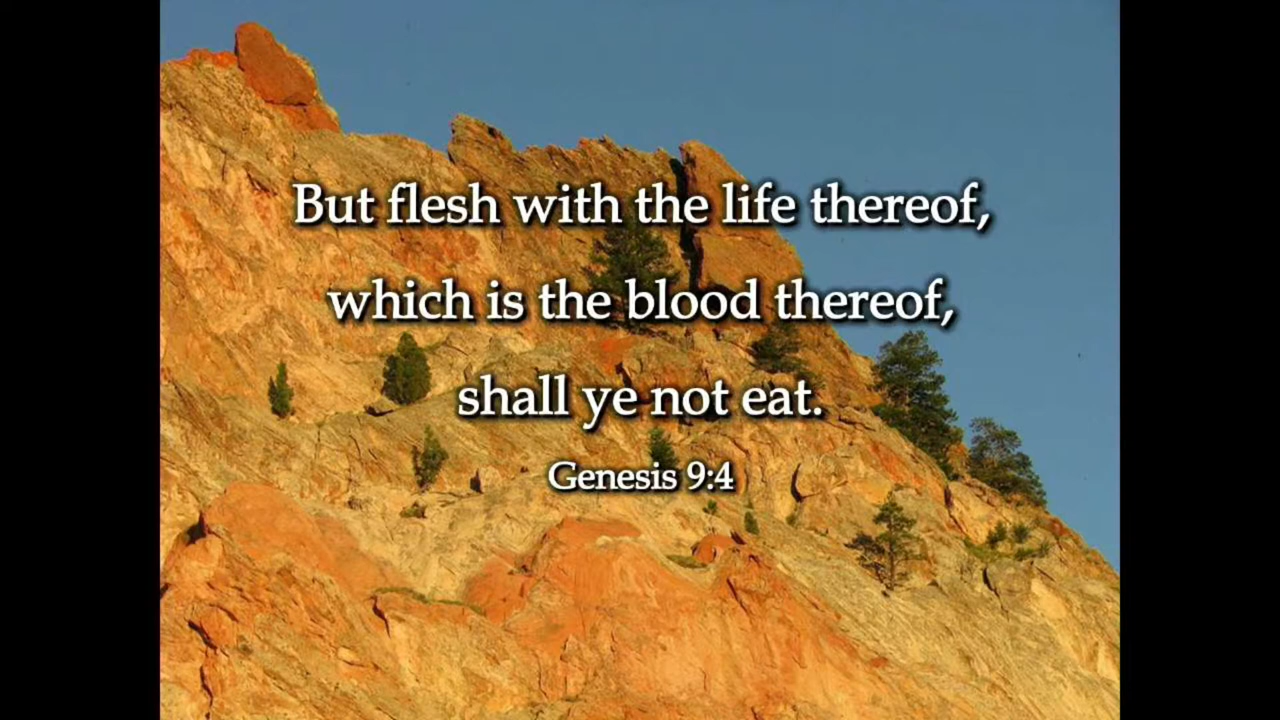 But flesh with the life thereof,
which is the blood thereof,
shall ye not eat.
Genesis 9:4